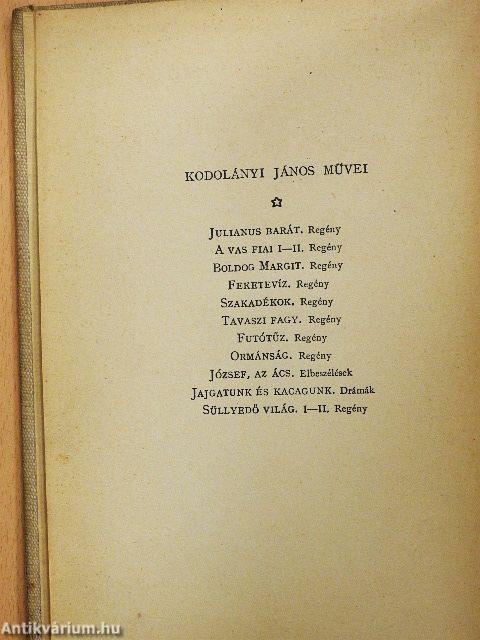 KODOLÁNYI JÁNOS MŰVEI
JULIANUS BARÁT. Regény
A VAS FIAI I—II. Regény
BOLDOG MARGIT. Regény
FEKETEVÍZ. Regény
SZAKADÉKOK. Regény
TAVASZI FAGY. Regény
FUTÓTŰZ. Regény
ORMÁNSÁG. Regény
JÓZSEF, AZ ÁCS. Elbeszélések
JAJGATUNK ÉS KACAGUNK. Drámák
SÜLLYEDŐ VILÁG. I—II. Regény
Antikvárium.hu